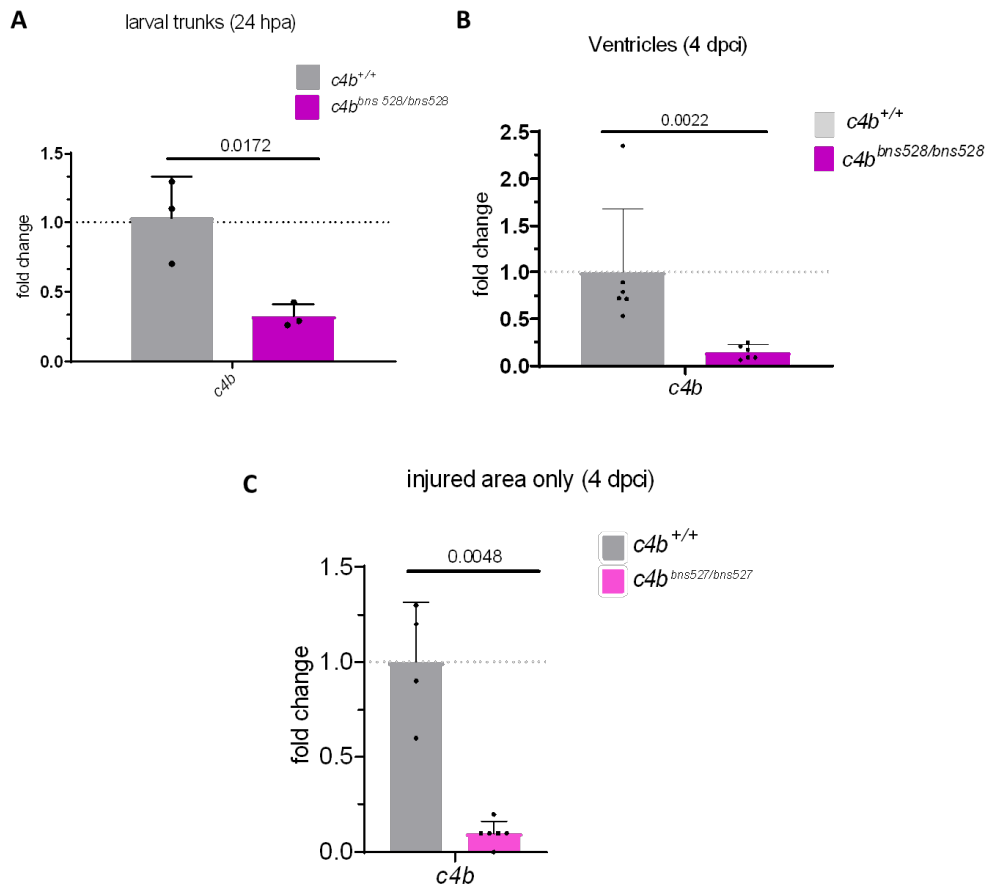 A
larval trunks (24 hpa)
c4b+/+
c4bbns 528/bns528
0.0172
1.5
1.0
0.5
0.0
fold change
c4b
B
Ventricles (4 dpci)
c4b+/+
c4bbns528/bns528
0.0022
2.5
2.0
1.5
1.0
0.5
0.0
fold change
c4b
C
injured area only (4 dpci)
c4b+/+
c4bbns527/bns527
0.0048
1.5
1.0
0.5
0.0
fold change
c4b